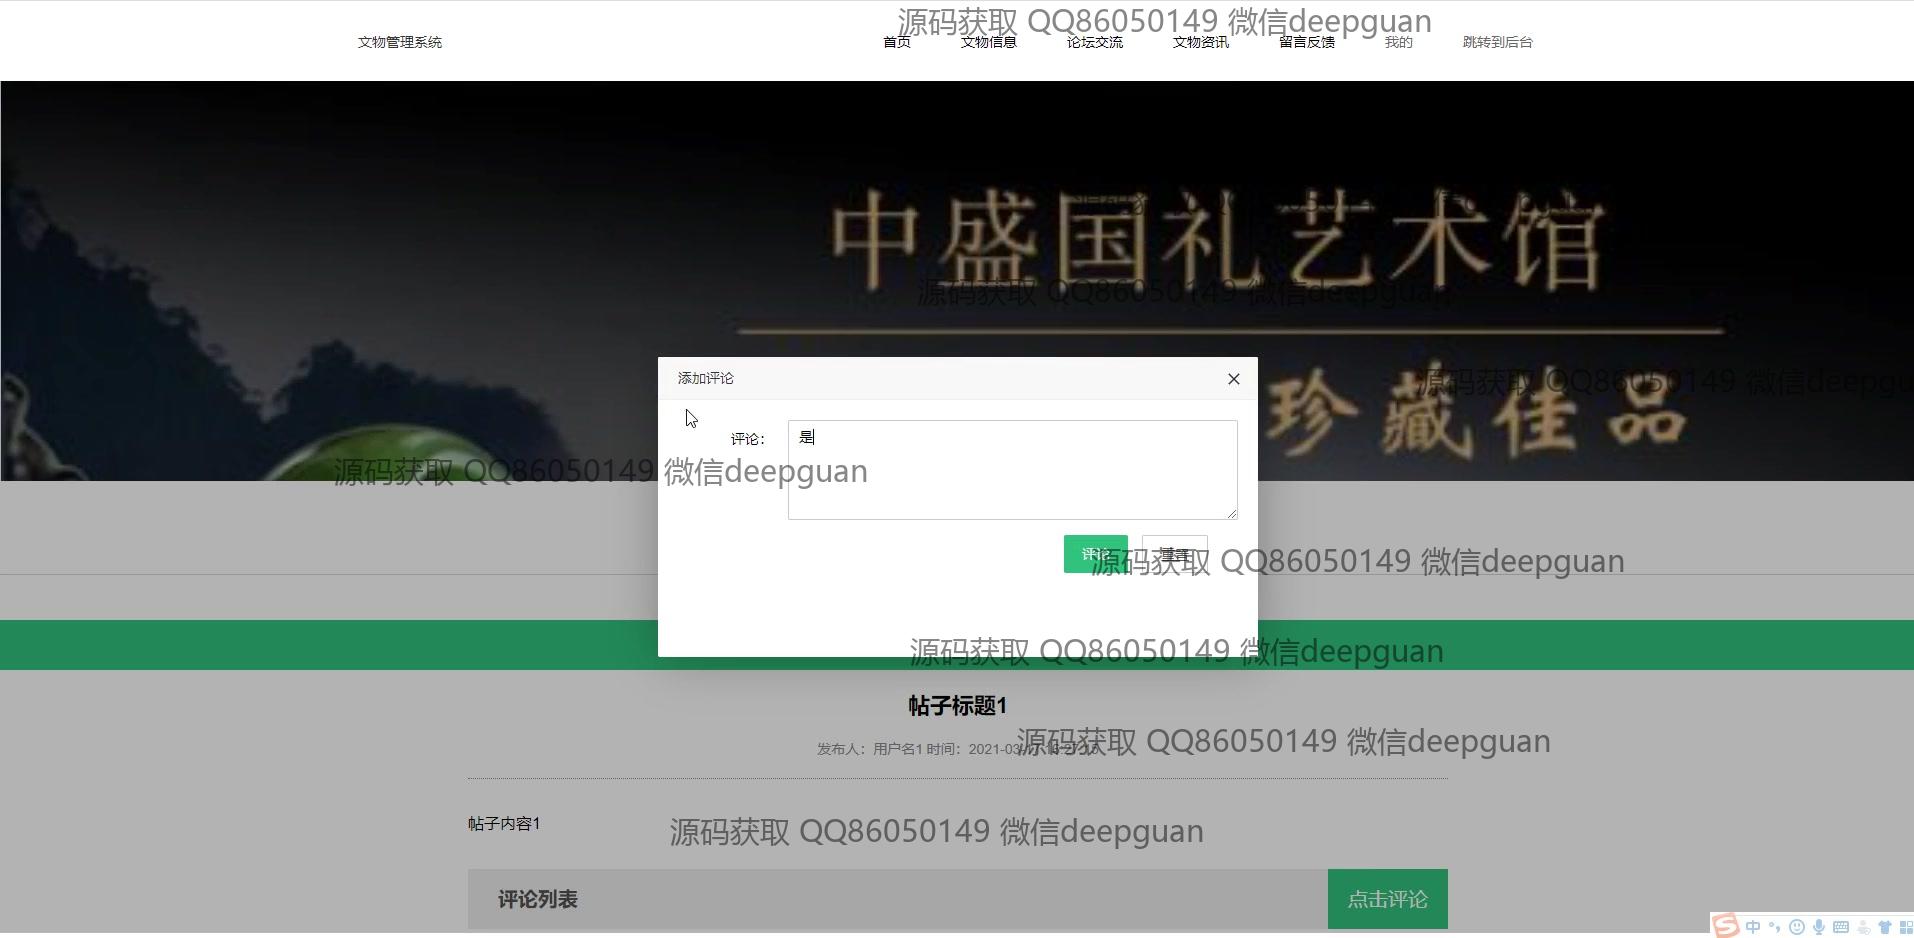 源码获取 QQ86050149 微信deepguan
文物管理系统 首页 文物信息 论坛交流 文物资讯 留言反馈 我的 跳转到后台
中盛国礼艺术馆
源码获取 QQ86050149 微信deepguan
珍藏佳品
源码获取 QQ86050149 微信deepgu
添加评论
评论： 是
源码获取 QQ86050149 微信deepguan
评论 重置
源码获取 QQ86050149 微信deepguan
源码获取 QQ86050149 微信deepguan
帖子标题1
发布人：用户名1 时间：2021-03-
源码获取 QQ86050149 微信deepguan
帖子内容1
源码获取 QQ86050149 微信deepguan
评论列表 点击评论
中